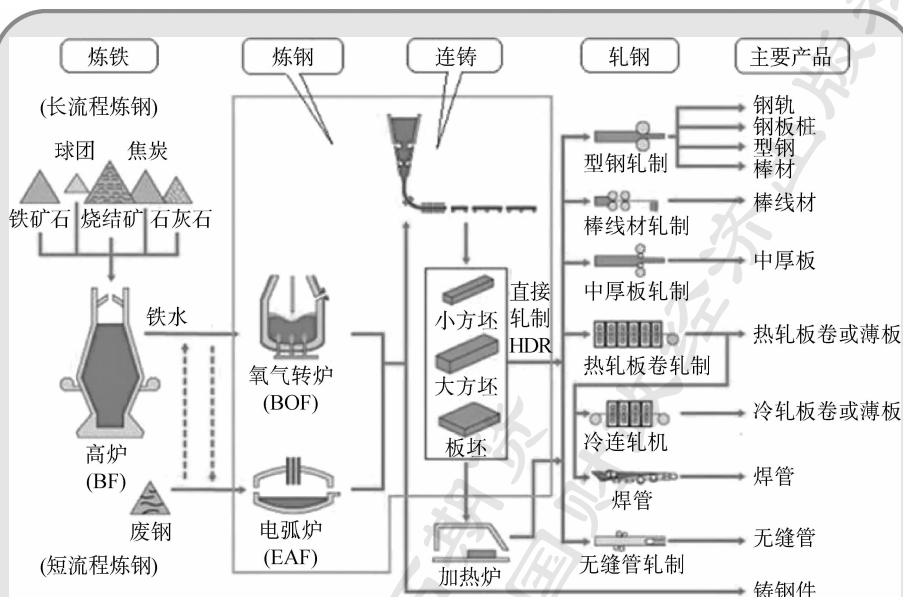 炼铁
炼钢
连铸
轧钢
主要产品
(长流程炼钢)
球团
焦炭
铁矿石
烧结矿
石灰石
铁水
高炉
(BF)
废钢
(短流程炼钢)
氧气转炉
(BOF)
电弧炉
(EAF)
小方坯
大方坯
板坯
直接
轧制
HDR
加热炉
型钢轧制
棒线材轧制
中厚板轧制
热轧板卷轧制
冷连轧机
焊管
无缝管轧制
钢轨
钢板桩
型钢
棒材
棒线材
中厚板
热轧板卷或薄板
冷轧板卷或薄板
焊管
无缝管
铸钢件